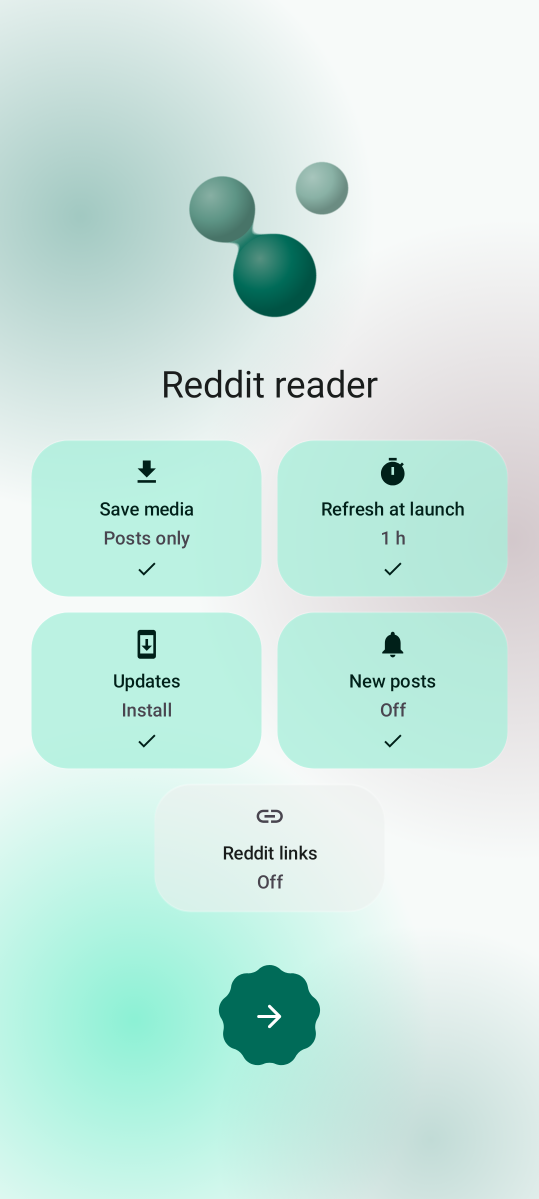 Reddit reader
Save media
Posts only
Refresh at launch
1 h
Updates
Install
New posts
Off
Reddit links
Off